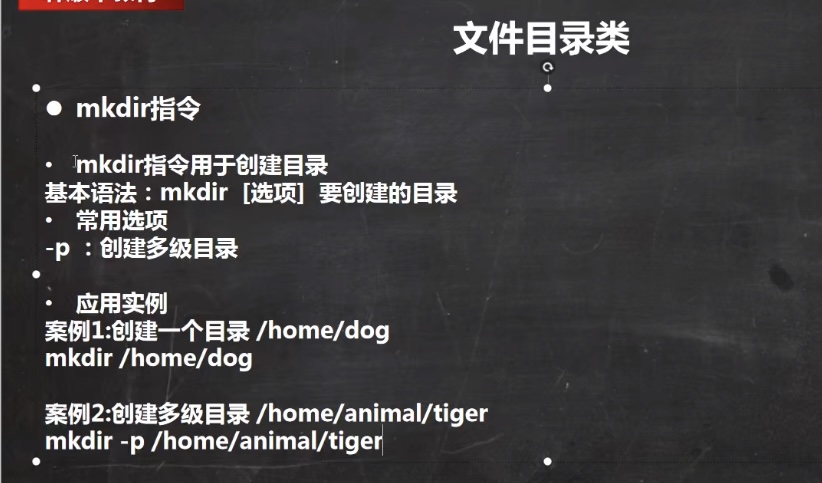 文件目录类
● mkdir指令
• mkdir指令用于创建目录
基本语法：mkdir [选项] 要创建的目录
• 常用选项
-p ：创建多级目录
• 应用实例
案例1:创建一个目录 /home/dog
mkdir /home/dog
案例2:创建多级目录 /home/animal/tiger
mkdir -p /home/animal/tiger